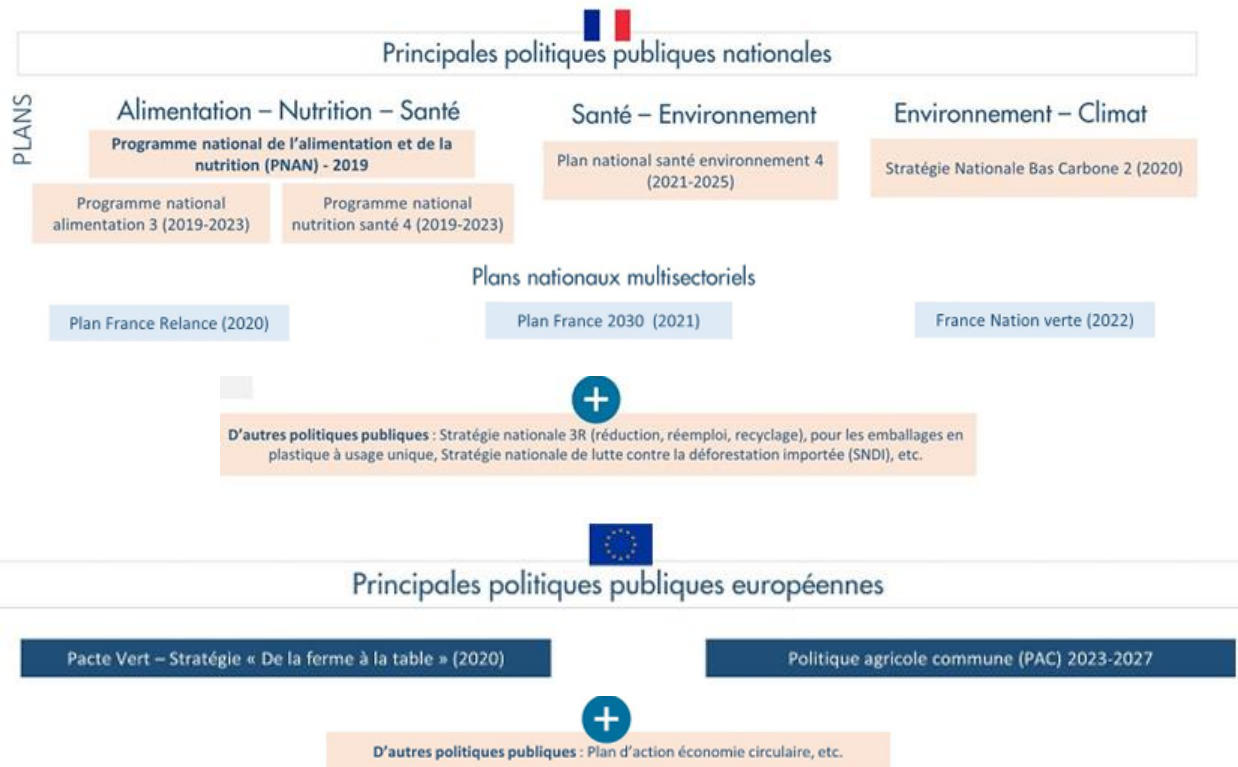 Principales politiques publiques nationales
PLANS
Alimentation – Nutrition – Santé
Programme national de l'alimentation et de la
nutrition (PNAN) - 2019
Programme national
alimentation 3 (2019-2023)
Programme national
nutrition santé 4 (2019-2023)
Santé – Environnement
Plan national santé environnement 4
(2021-2025)
Environnement – Climat
Stratégie Nationale Bas Carbone 2 (2020)
Plans nationaux multisectoriels
Plan France Relance (2020)
Plan France 2030 (2021)
France Nation verte (2022)
+
D'autres politiques publiques : Stratégie nationale 3R (réduction, réemploi, recyclage), pour les emballages en
plastique à usage unique, Stratégie nationale de lutte contre la déforestation importée (SNDI), etc.
Principales politiques publiques européennes
Pacte Vert – Stratégie « De la ferme à la table » (2020)
Politique agricole commune (PAC) 2023-2027
+
D'autres politiques publiques : Plan d'action économie circulaire, etc.